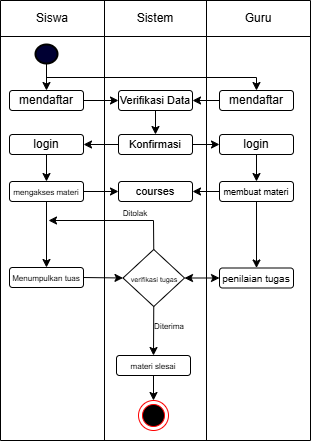 Siswa
Sistem
Guru
mendaftar
Verifikasi Data
mendaftar
login
Konfirmasi
login
mengakses materi
courses
membuat materi
Ditolak
Menumpulkan tuas
verifikasi tugas
penilaian tugas
Diterima
materi slesai